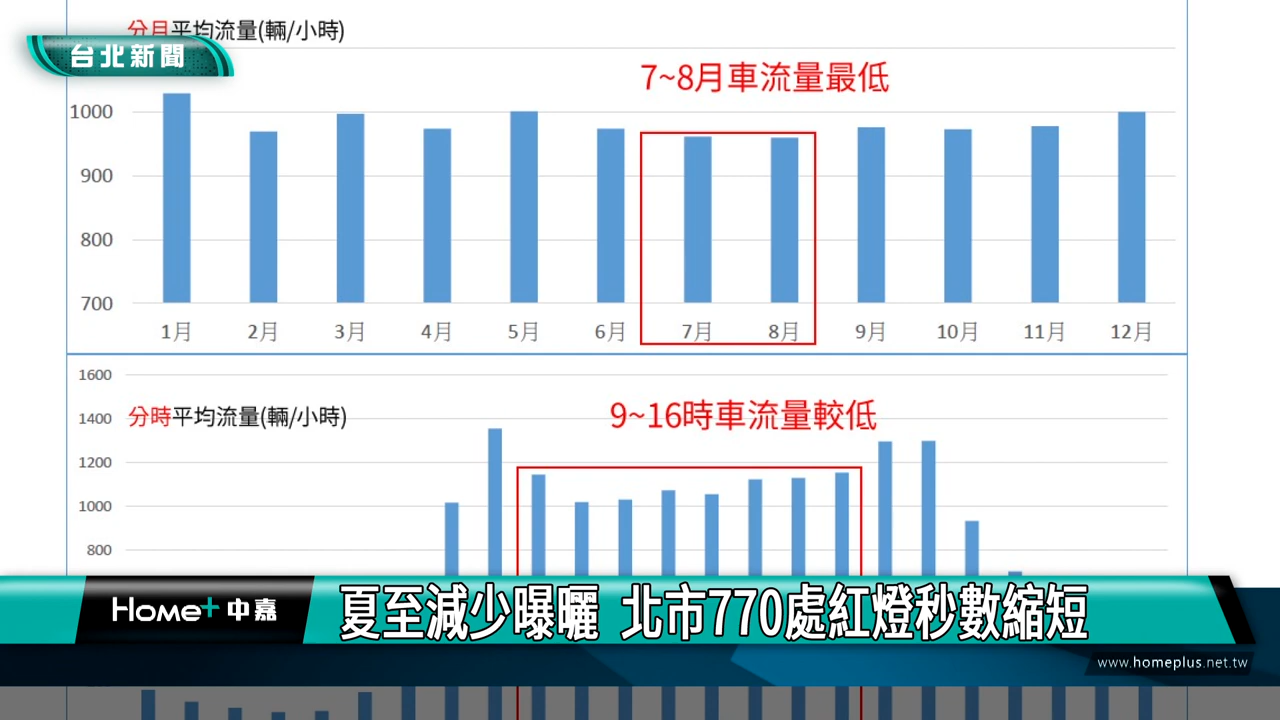 分月平均流量(輛/小時)
台北新聞
7~8月車流量最低
1000
900
800
700
1月 2月 3月 4月 5月 6月 7月 8月 9月 10月 11月 12月
1600
1400
1200
1000
800
分時平均流量(輛/小時)
9~16時車流量較低
Home+ 中嘉
夏至減少曝曬 北市770處紅燈秒數縮短
www.homeplus.net.tw